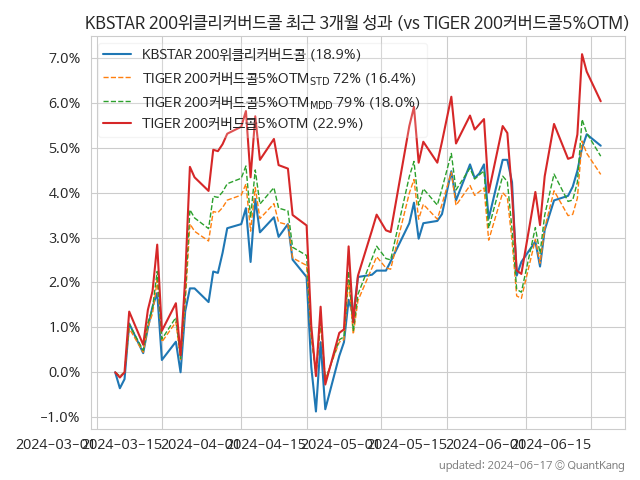 KBSTAR 200위클리커버드콜 최근 3개월 성과 (vs TIGER 200커버드콜5%OTM)
7.0%
6.0%
5.0%
4.0%
3.0%
2.0%
1.0%
0.0%
−1.0%
KBSTAR 200위클리커버드콜 (18.9%)
TIGER 200커버드콜5%OTM STD 72% (16.4%)
TIGER 200커버드콜5%OTM MDD 79% (18.0%)
TIGER 200커버드콜5%OTM (22.9%)
2024-03-01 2024-03-15 2024-04-01 2024-04-15 2024-05-01 2024-05-15 2024-06-01 2024-06-15
updated: 2024-06-17 ⓒ QuantKang